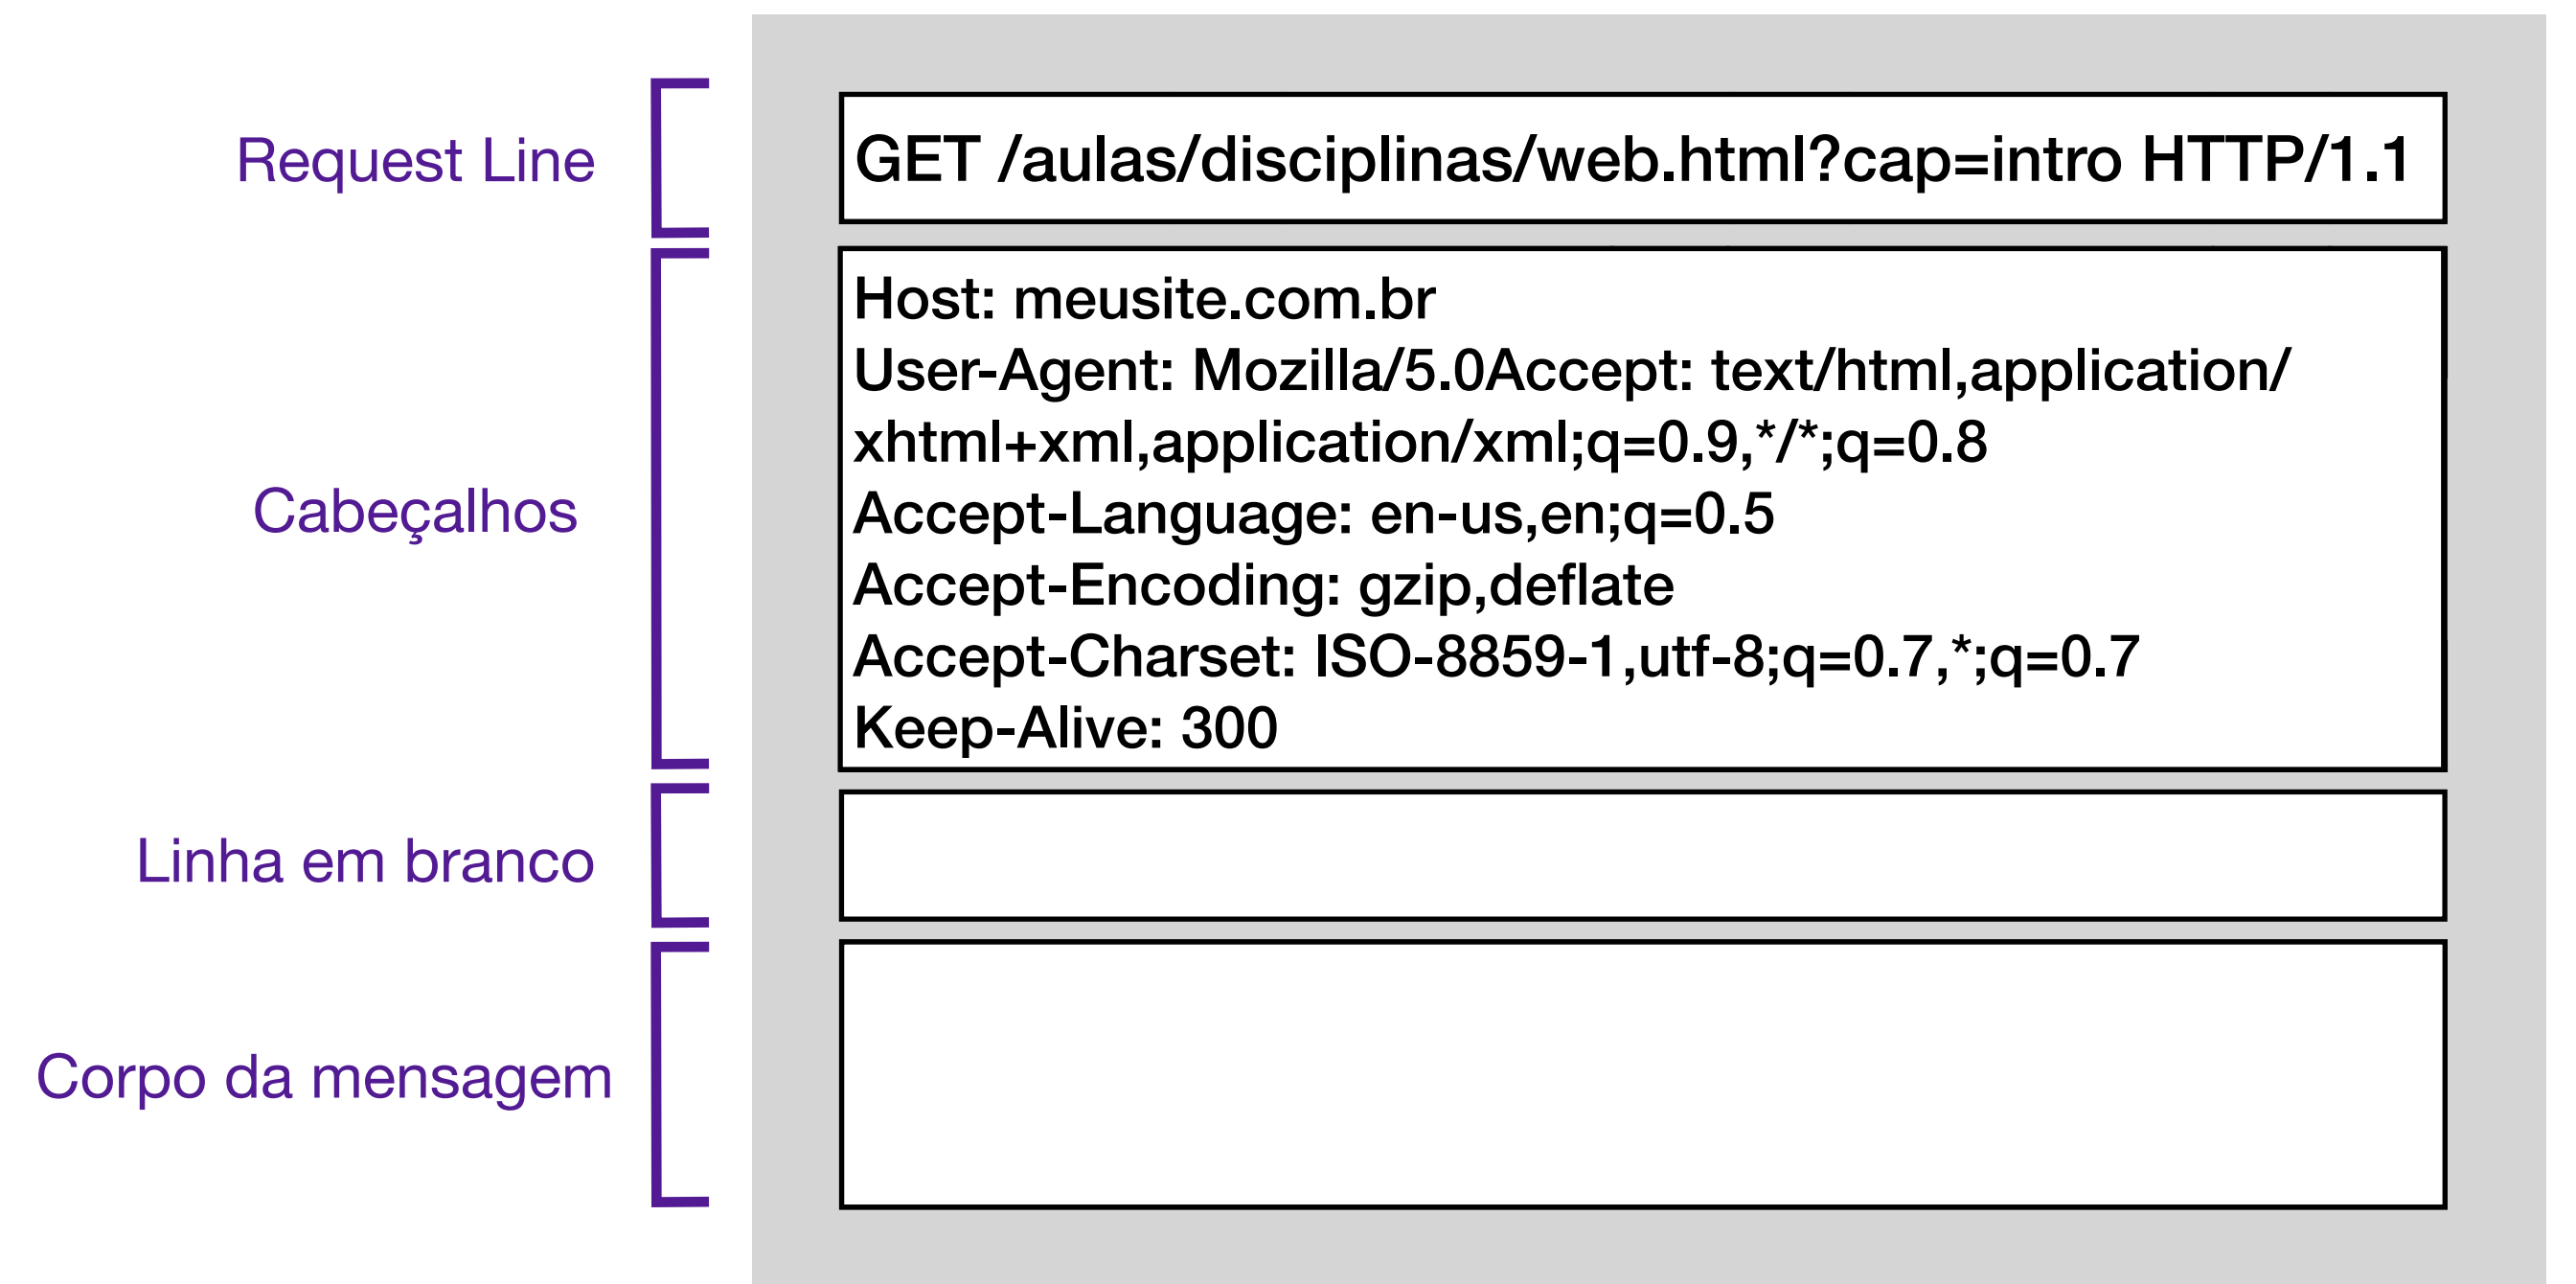 Request Line
GET /aulas/disciplinas/web.html?cap=intro HTTP/1.1
Cabeçalhos
Host: meusite.com.br
User-Agent: Mozilla/5.0Accept: text/html,application/
xhtml+xml,application/xml;q=0.9,*/*;q=0.8
Accept-Language: en-us,en;q=0.5
Accept-Encoding: gzip,deflate
Accept-Charset: ISO-8859-1,utf-8;q=0.7,*;q=0.7
Keep-Alive: 300
Linha em branco
Corpo da mensagem